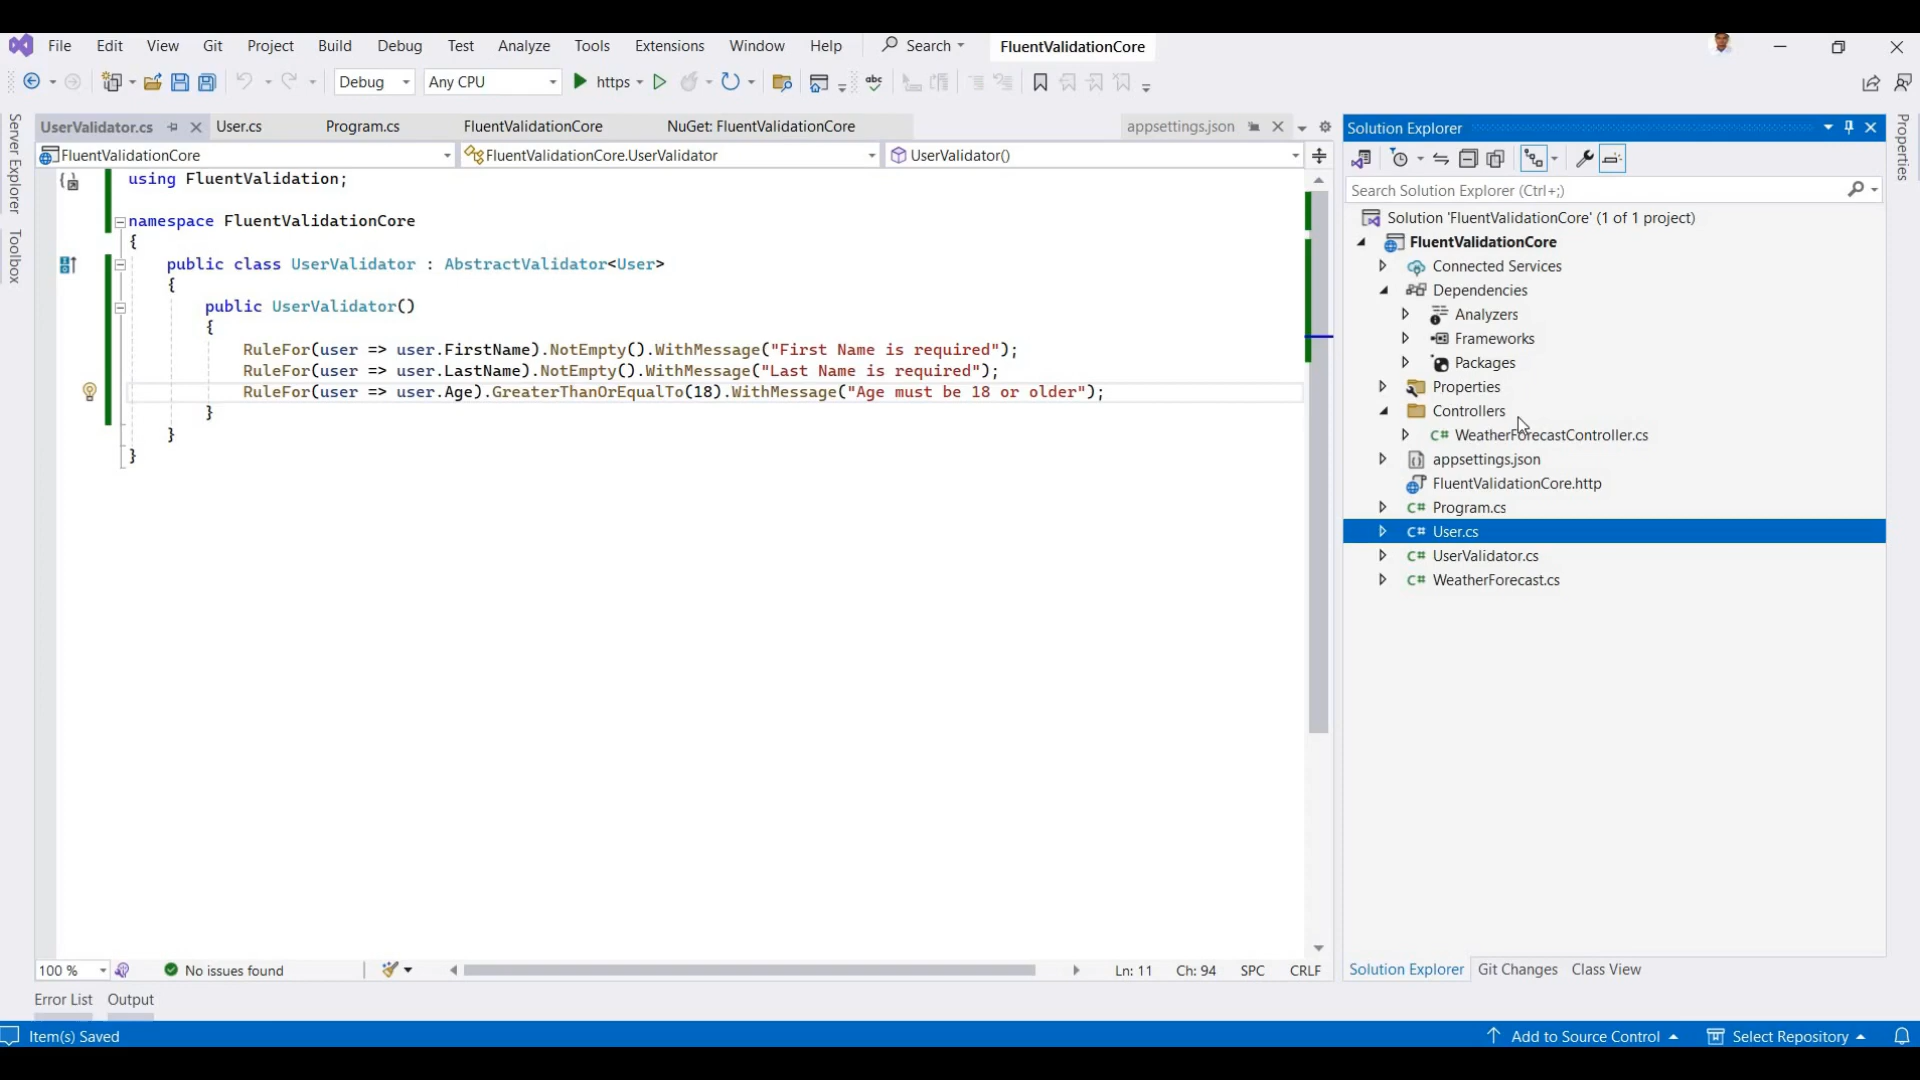 File Edit View Git Project Build Debug Test Analyze Tools Extensions Window Help Search FluentValidationCore
Debug Any CPU https
Server Explorer
Toolbox
UserValidator.cs User.cs Program.cs FluentValidationCore NuGet: FluentValidationCore appsettings.json
FluentValidationCore FluentValidationCore.UserValidator UserValidator()
using FluentValidation;
namespace FluentValidationCore
{
public class UserValidator : AbstractValidator<User>
{
public UserValidator()
{
RuleFor(user => user.FirstName).NotEmpty().WithMessage("First Name is required");
RuleFor(user => user.LastName).NotEmpty().WithMessage("Last Name is required");
RuleFor(user => user.Age).GreaterThanOrEqualTo(18).WithMessage("Age must be 18 or older");
}
}
}
100 % No issues found Ln: 11 Ch: 94 SPC CRLF
Error List Output
Solution Explorer
Search Solution Explorer (Ctrl+;)
Solution 'FluentValidationCore' (1 of 1 project)
FluentValidationCore
Connected Services
Dependencies
Analyzers
Frameworks
Packages
Properties
Controllers
C# WeatherForecastController.cs
appsettings.json
FluentValidationCore.http
C# Program.cs
C# User.cs
C# UserValidator.cs
C# WeatherForecast.cs
Solution Explorer Git Changes Class View
Properties
Item(s) Saved Add to Source Control Select Repository